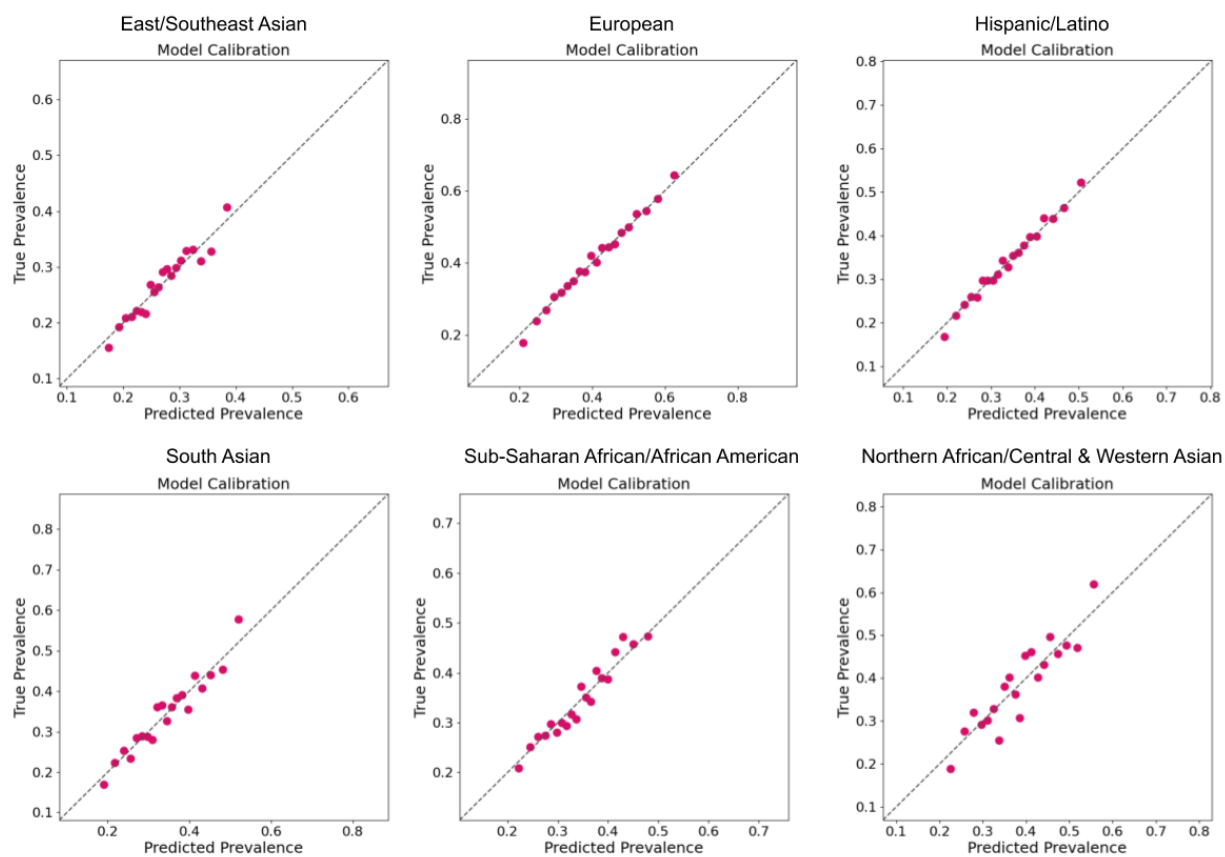 East/Southeast Asian
Model Calibration
True Prevalence
0.6
0.5
0.4
0.3
0.2
0.1
0.1 0.2 0.3 0.4 0.5 0.6
Predicted Prevalence
European
Model Calibration
True Prevalence
0.8
0.6
0.4
0.2
0.2 0.4 0.6 0.8
Predicted Prevalence
Hispanic/Latino
Model Calibration
True Prevalence
0.8
0.7
0.6
0.5
0.4
0.3
0.2
0.1
0.1 0.2 0.3 0.4 0.5 0.6 0.7 0.8
Predicted Prevalence
South Asian
Model Calibration
True Prevalence
0.8
0.7
0.6
0.5
0.4
0.3
0.2
0.1
0.2 0.4 0.6 0.8
Predicted Prevalence
Sub-Saharan African/African American
Model Calibration
True Prevalence
0.7
0.6
0.5
0.4
0.3
0.2
0.2 0.3 0.4 0.5 0.6 0.7
Predicted Prevalence
Northern African/Central & Western Asian
Model Calibration
True Prevalence
0.8
0.7
0.6
0.5
0.4
0.3
0.2
0.1
0.1 0.2 0.3 0.4 0.5 0.6 0.7 0.8
Predicted Prevalence